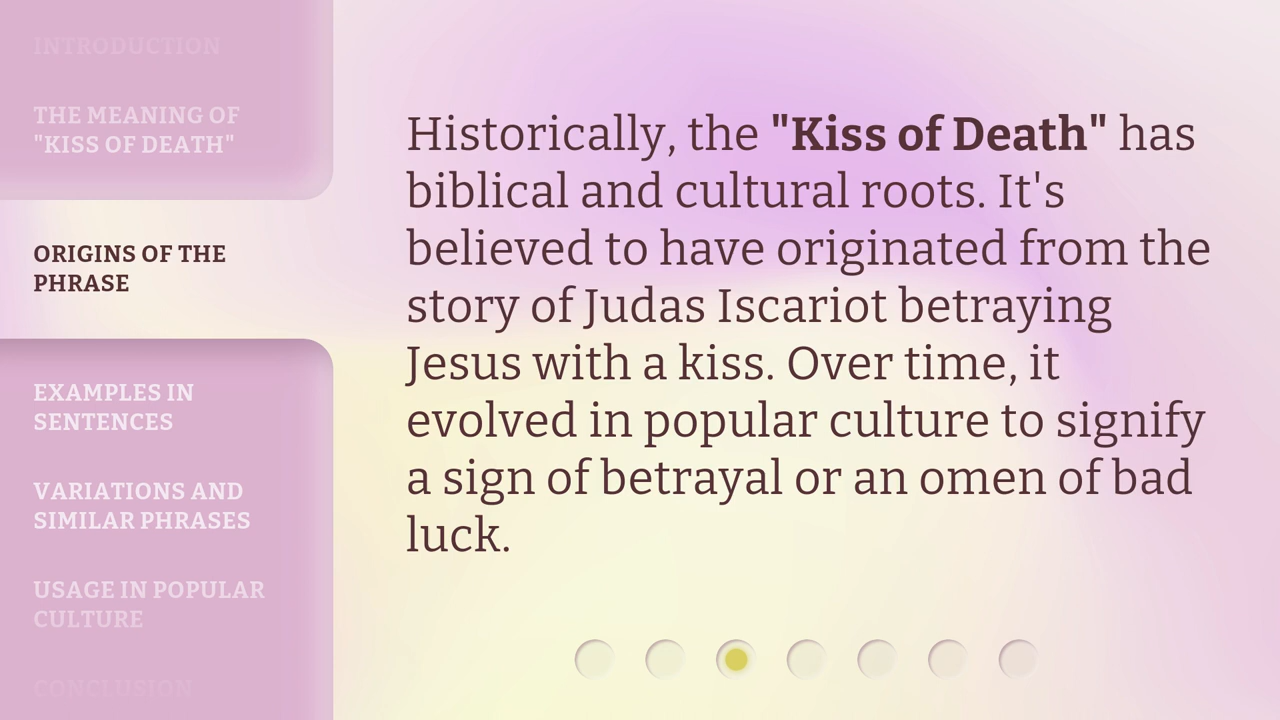 INTRODUCTION
THE MEANING OF
"KISS OF DEATH"
ORIGINS OF THE
PHRASE
EXAMPLES IN
SENTENCES
VARIATIONS AND
SIMILAR PHRASES
USAGE IN POPULAR
CULTURE
CONCLUSION
Historically, the "Kiss of Death" has
biblical and cultural roots. It's
believed to have originated from the
story of Judas Iscariot betraying
Jesus with a kiss. Over time, it
evolved in popular culture to signify
a sign of betrayal or an omen of bad
luck.